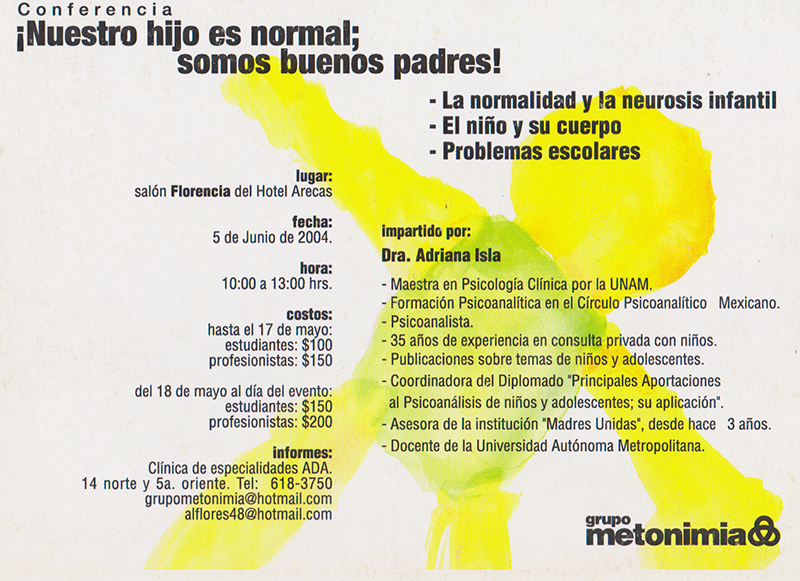 Conferencia
¡Nuestro hijo es normal;
somos buenos padres!
- La normalidad y la neurosis infantil
- El niño y su cuerpo
- Problemas escolares
lugar:
salón Florencia del Hotel Arecas
fecha:
5 de Junio de 2004.
hora:
10:00 a 13:00 hrs.
costos:
hasta el 17 de mayo:
estudiantes: $100
profesionistas: $150
del 18 de mayo al día del evento:
estudiantes: $150
profesionistas: $200
informes:
Clínica de especialidades ADA.
14 norte y 5a. oriente. Tel: 618-3750
grupometonimia@hotmail.com
alflores48@hotmail.com
impartido por:
Dra. Adriana Isla
- Maestra en Psicología Clínica por la UNAM.
- Formación Psicoanalítica en el Círculo Psicoanalítico Mexicano.
- Psicoanalista.
- 35 años de experiencia en consulta privada con niños.
- Publicaciones sobre temas de niños y adolescentes.
- Coordinadora del Diplomado "Principales Aportaciones
al Psicoanálisis de niños y adolescentes; su aplicación".
- Asesora de la institución "Madres Unidas", desde hace 3 años.
- Docente de la Universidad Autónoma Metropolitana.
grupo
metonimia